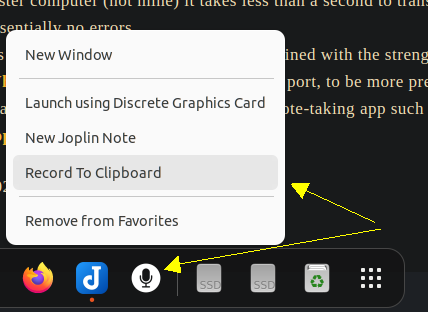 ster computer (not mine) it takes less than a second to trans
sentially no errors
ined with the streng
port, to be more pre
ote-taking app such
New Window
Launch using Discrete Graphics Card
New Joplin Note
Record To Clipboard
Remove from Favorites
SSD
SSD